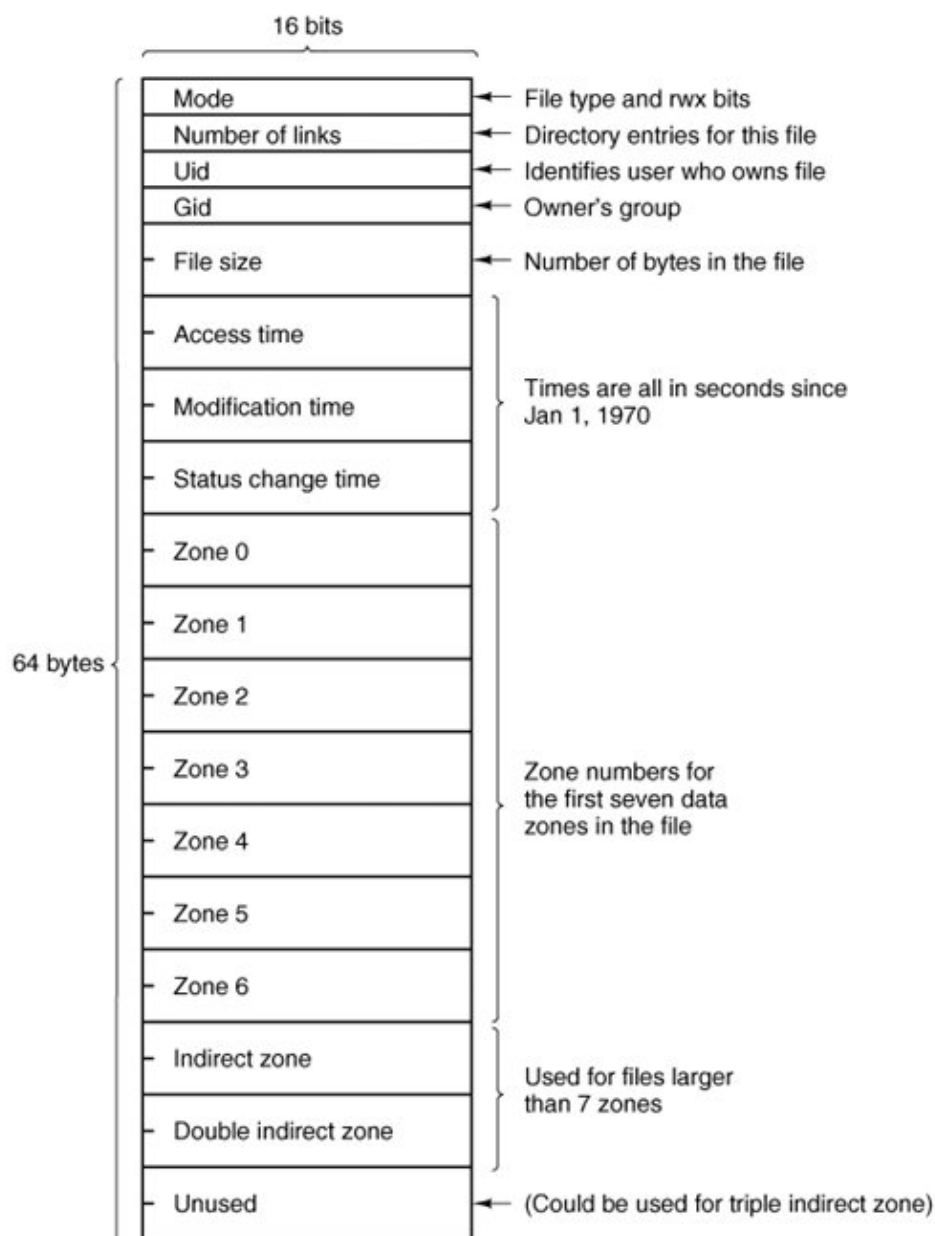 16 bits
Mode
File type and rwx bits
Number of links
Directory entries for this file
Uid
Identifies user who owns file
Gid
Owner's group
File size
Number of bytes in the file
Access time
Modification time
Status change time
Times are all in seconds since
Jan 1, 1970
Zone 0
Zone 1
Zone 2
Zone 3
Zone 4
Zone 5
Zone 6
64 bytes
Zone numbers for
the first seven data
zones in the file
Indirect zone
Double indirect zone
Used for files larger
than 7 zones
Unused
(Could be used for triple indirect zone)